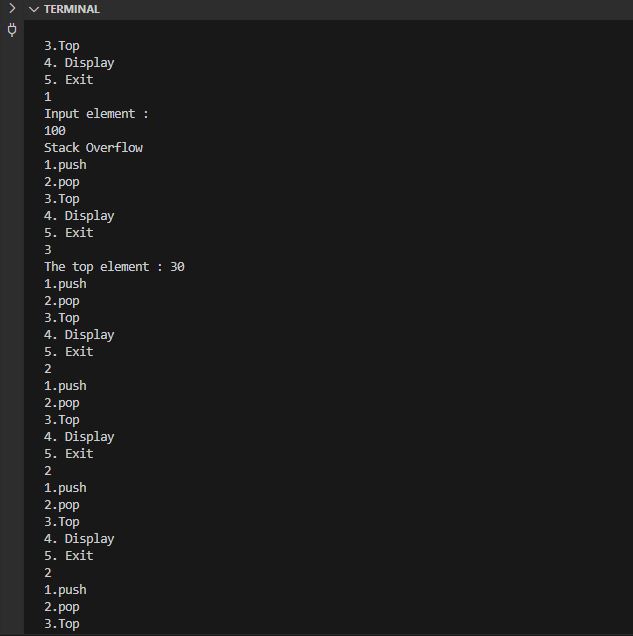 TERMINAL
3.Top
4. Display
5. Exit
1
Input element :
100
Stack Overflow
1.push
2.pop
3.Top
4. Display
5. Exit
3
The top element : 30
1.push
2.pop
3.Top
4. Display
5. Exit
2
1.push
2.pop
3.Top
4. Display
5. Exit
2
1.push
2.pop
3.Top
4. Display
5. Exit
2
1.push
2.pop
3.Top